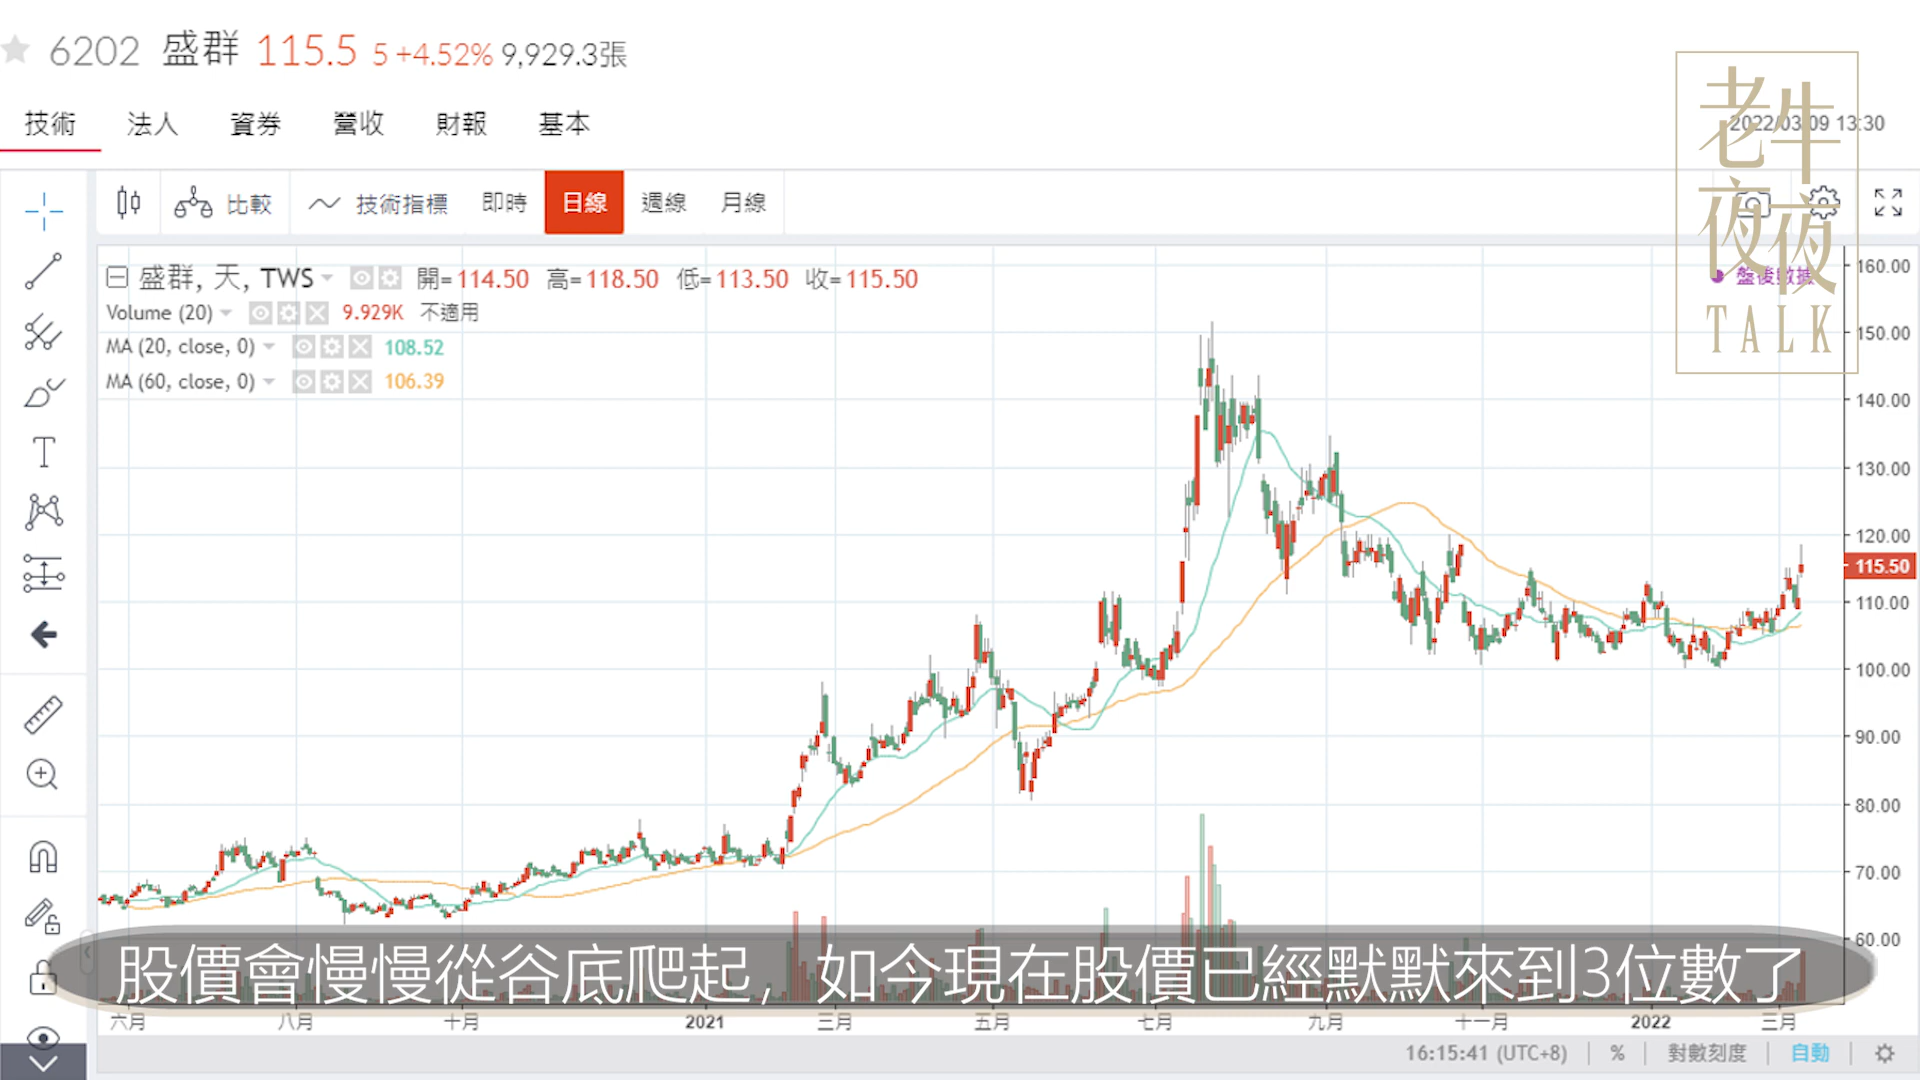 6202 盛群 115.5 5 +4.52% 9,929.3張
技術 法人 資券 營收 財報 基本
2022/03/09 13:30
老牛夜夜
TALK
比較 技術指標 即時 日線 週線 月線
盛群, 天, TWS 開=114.50 高=118.50 低=113.50 收=115.50
盤後數據
Volume (20) 9.929K 不適用
MA (20, close, 0) 108.52
MA (60, close, 0) 106.39
160.00
150.00
140.00
130.00
120.00
115.50
110.00
100.00
90.00
80.00
70.00
60.00
股價會慢慢從谷底爬起，如今現在股價已經默默來到3位數了
六月 八月 十月 2021 三月 五月 七月 九月 十一月 2022 三月
16:15:41 (UTC+8) % 對數刻度 自動